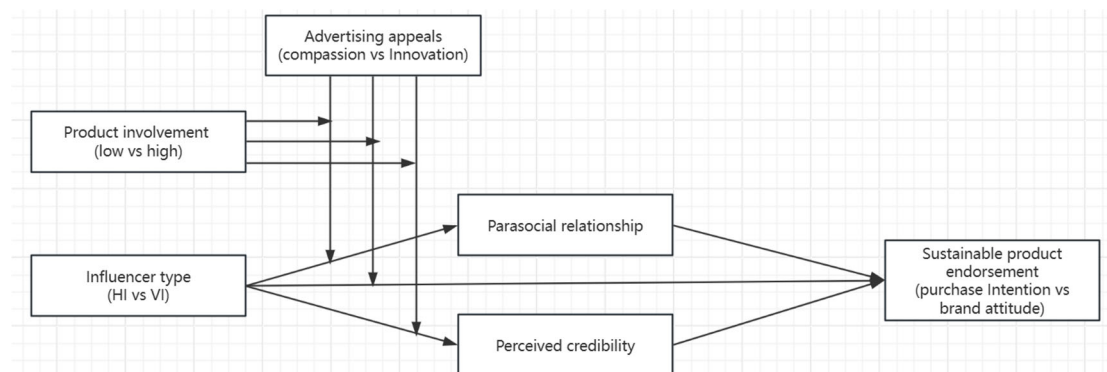 Advertising appeals
(compassion vs Innovation)
Product involvement
(low vs high)
Parasocial relationship
Influencer type
(HI vs VI)
Sustainable product
endorsement
(purchase Intention vs
brand attitude)
Perceived credibility